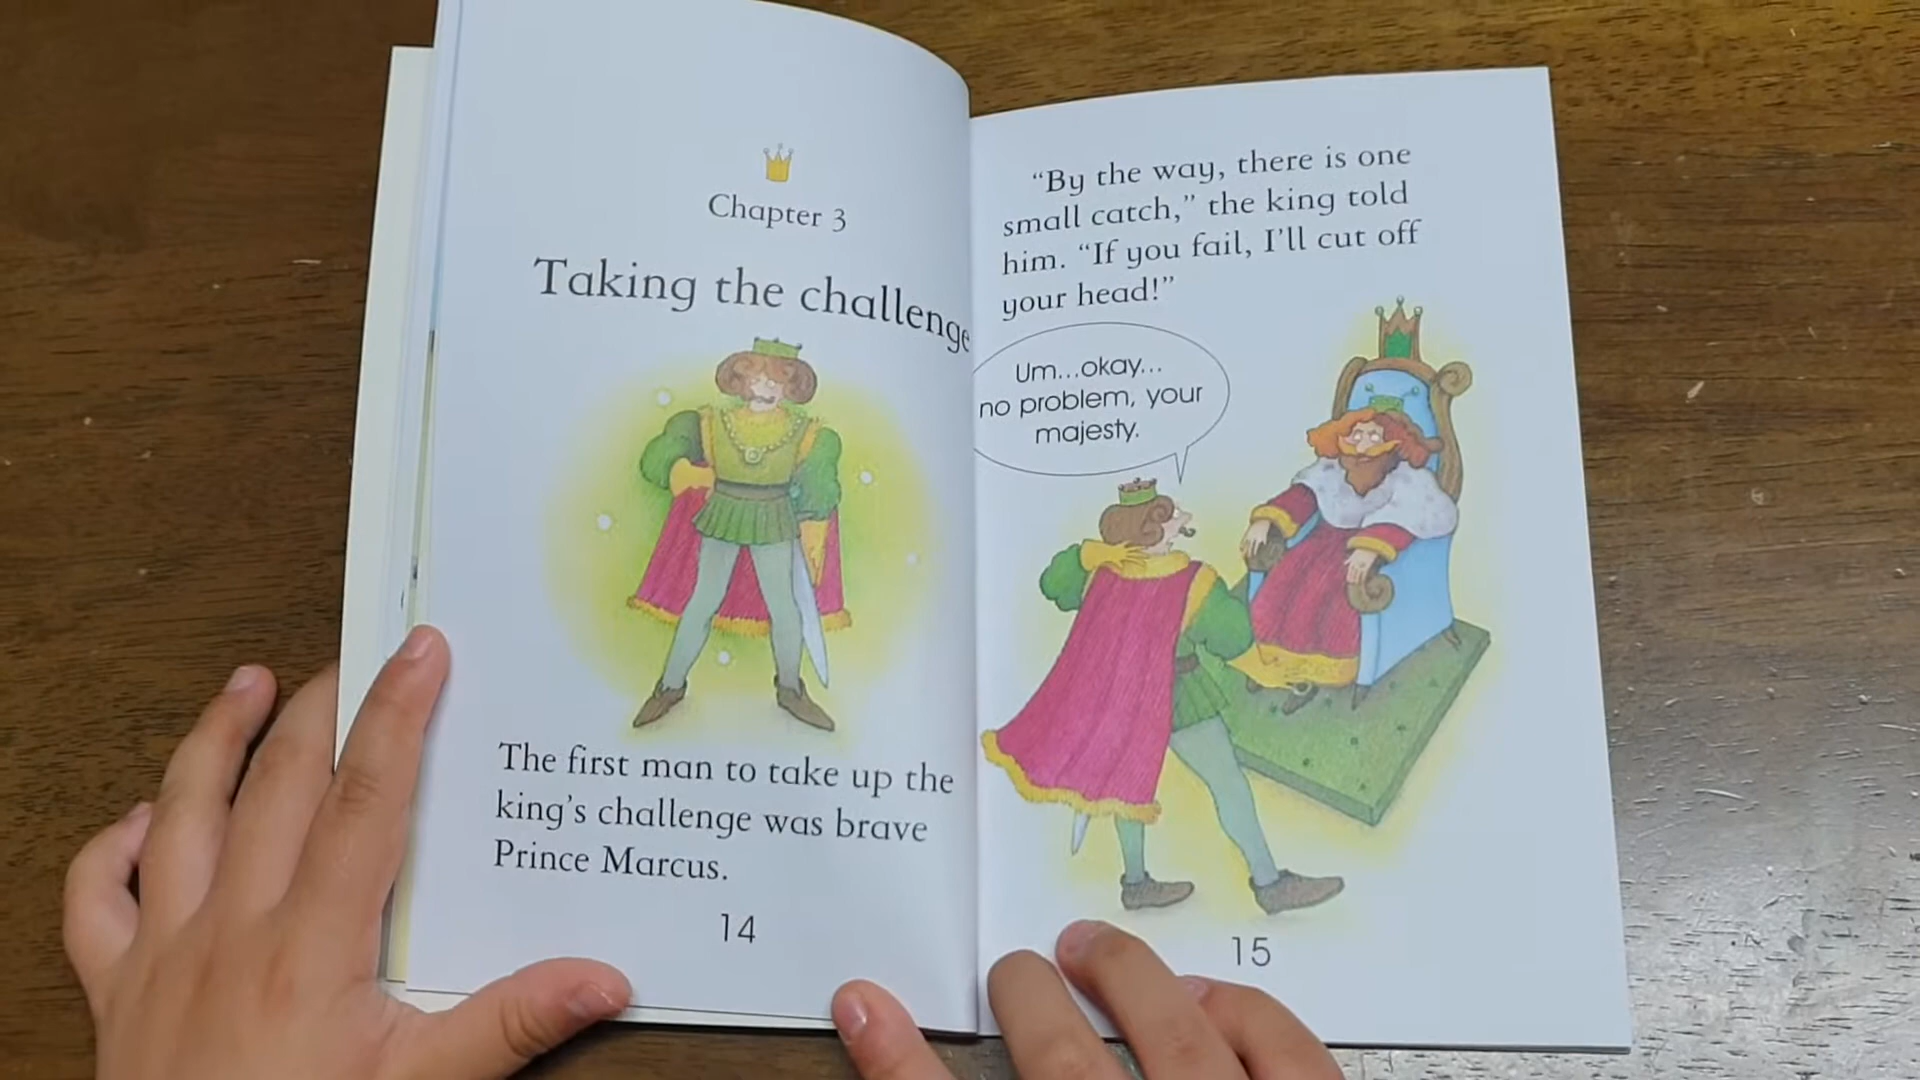 Chapter 3
Taking the challenge
The first man to take up the
king's challenge was brave
Prince Marcus.
14
“By the way, there is one
small catch,” the king told
him. “If you fail, I'll cut off
your head!”
Um...okay...
no problem, your
majesty.
15